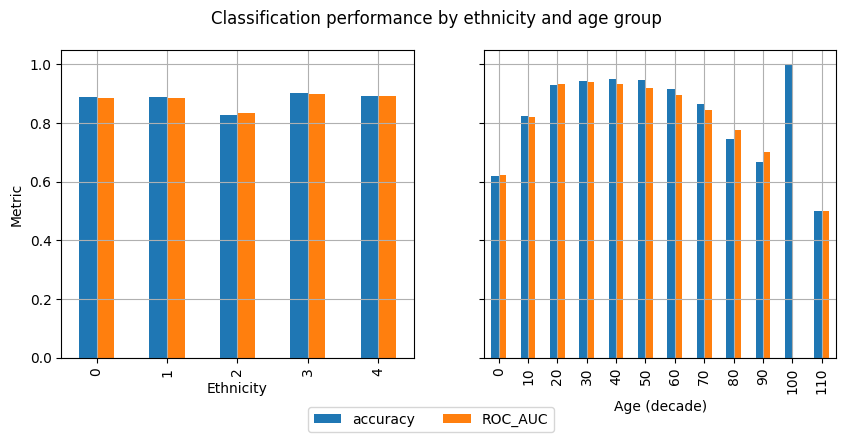 Classification performance by ethnicity and age group
Metric
1.0
0.8
0.6
0.4
0.2
0.0
0 1 2 3 4
Ethnicity
0 10 20 30 40 50 60 70 80 90 100 110
Age (decade)
accuracy ROC_AUC